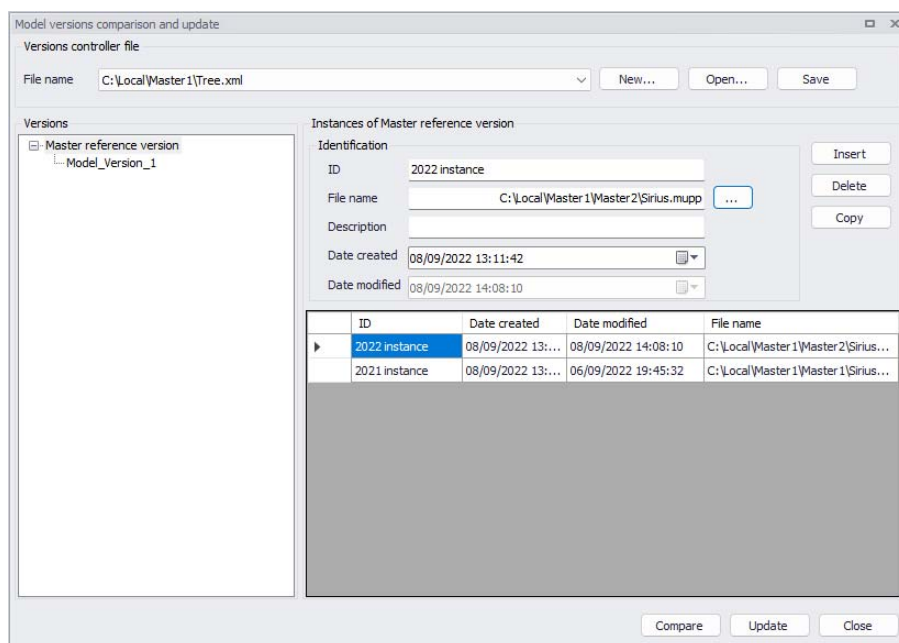 Model versions comparison and update
Versions controller file
File name C:\Local\Master1\Tree.xml New... Open... Save
Versions
Master reference version
Model_Version_1
Instances of Master reference version
Identification
ID 2022 instance
File name C:\Local\Master1\Master2\Sirius.mupp ...
Description
Date created 08/09/2022 13:11:42
Date modified 08/09/2022 14:08:10
Insert
Delete
Copy
ID Date created Date modified File name
2022 instance 08/09/2022 13:... 08/09/2022 14:08:10 C:\Local\Master1\Master2\Sirius...
2021 instance 08/09/2022 13:... 06/09/2022 19:45:32 C:\Local\Master1\Master1\Sirius...
Compare Update Close